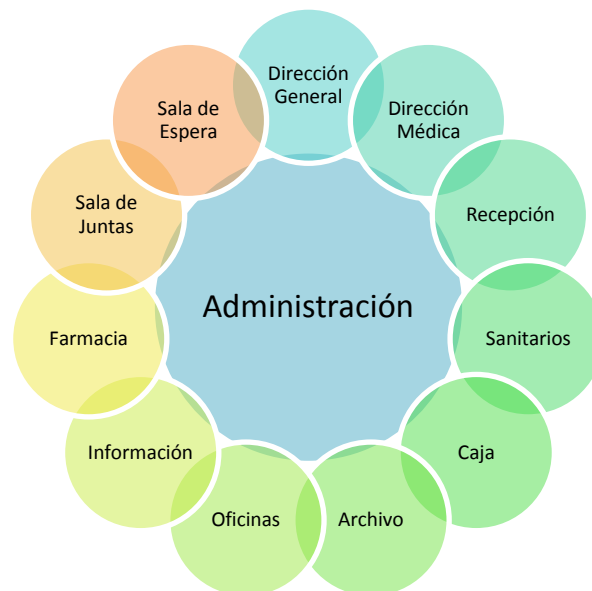 Dirección
General
Dirección
Médica
Recepción
Sanitarios
Caja
Archivo
Oficinas
Información
Farmacia
Sala de
Juntas
Sala de
Espera
Administración